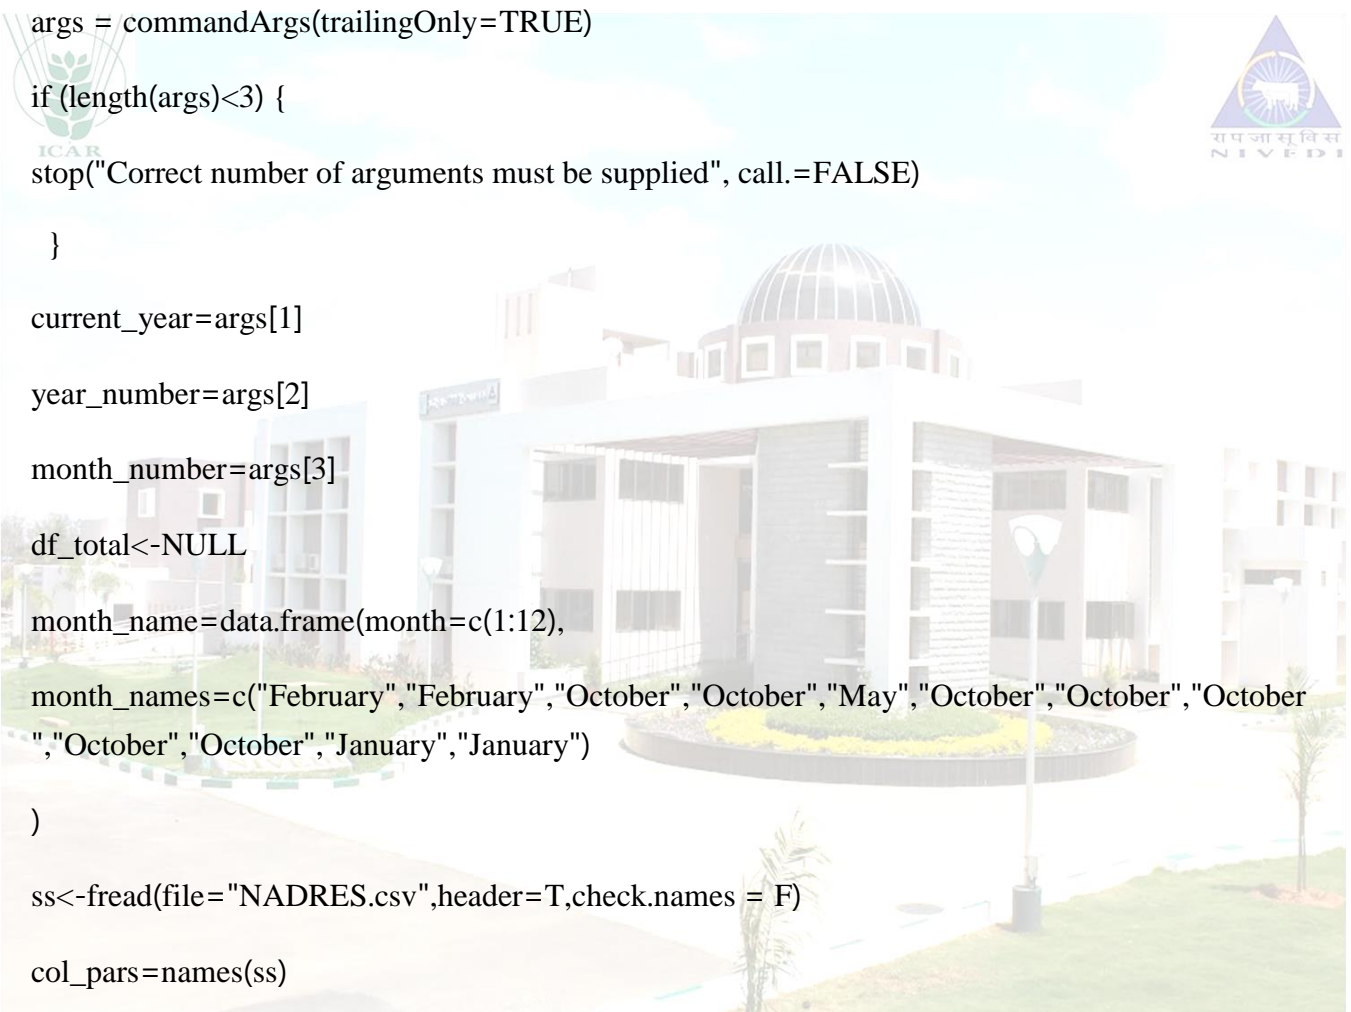 args = commandArgs(trailingOnly=TRUE)
if (length(args)<3) {
ICAR
रा प जा सू वि सं
NIVEDI
stop("Correct number of arguments must be supplied", call.=FALSE)
}
current_year=args[1]
year_number=args[2]
month_number=args[3]
df_total<-NULL
month_name=data.frame(month=c(1:12),
month_names=c("February","February","October","October","May","October","October","October
","October","October","January","January")
)
ss<-fread(file="NADRES.csv",header=T,check.names = F)
col_pars=names(ss)